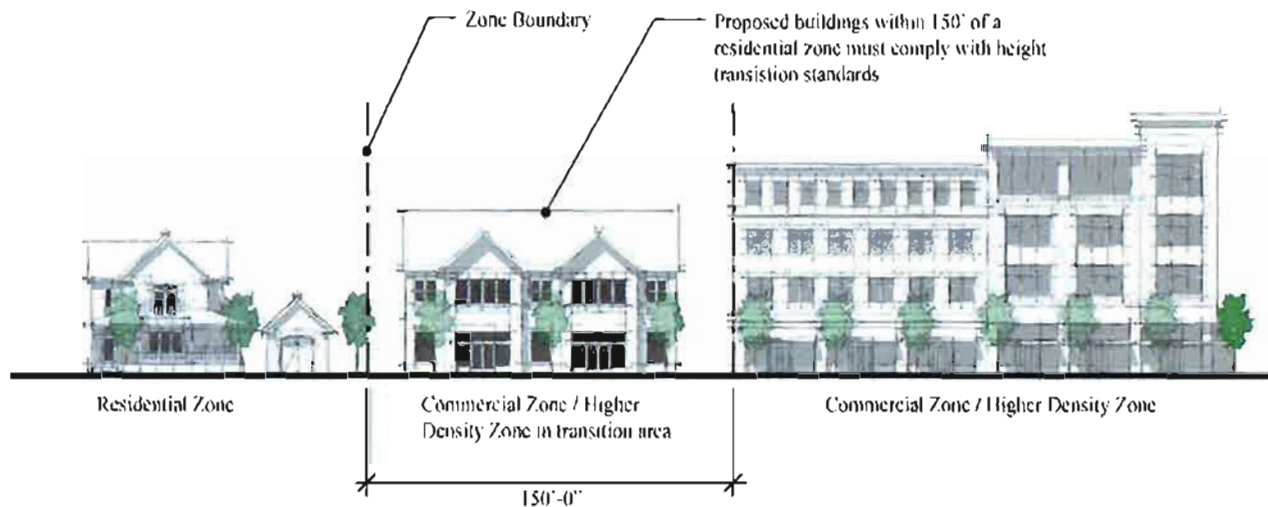 Zone Boundary
Proposed buildings within 150' of a
residential zone must comply with height
transistion standards
Residential Zone
Commercial Zone / Higher
Density Zone in transition area
Commercial Zone / Higher Density Zone
150'-0"